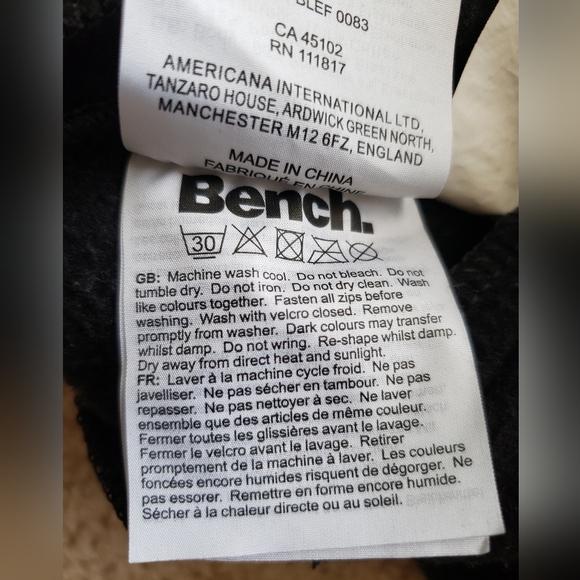 BLEF 0083
CA 45102
RN 111817
AMERICANA INTERNATIONAL LTD,
TANZARO HOUSE, ARDWICK GREEN NORTH,
MANCHESTER M12 6FZ, ENGLAND
MADE IN CHINA
FABRIQUÉ EN CHINE
Bench.
30
GB: Machine wash cool. Do not bleach. Do not
tumble dry. Do not iron. Do not dry clean. Wash
like colours together. Fasten all zips before
washing. Wash with velcro closed. Remove
promptly from washer. Dark colours may transfer
whilst damp. Do not wring. Re-shape whilst damp.
Dry away from direct heat and sunlight.
FR: Laver à la machine cycle froid. Ne pas
javelliser. Ne pas sécher en tambour. Ne pas
repasser. Ne pas nettoyer à sec. Ne laver
ensemble que des articles de même couleur.
Fermer toutes les glissières avant le lavage.
Fermer le velcro avant le lavage. Retirer
promptement de la machine à laver. Les couleurs
foncées encore humides risquent de dégorger. Ne
pas essorer. Remettre en forme encore humide.
Sécher à la chaleur directe ou au soleil.